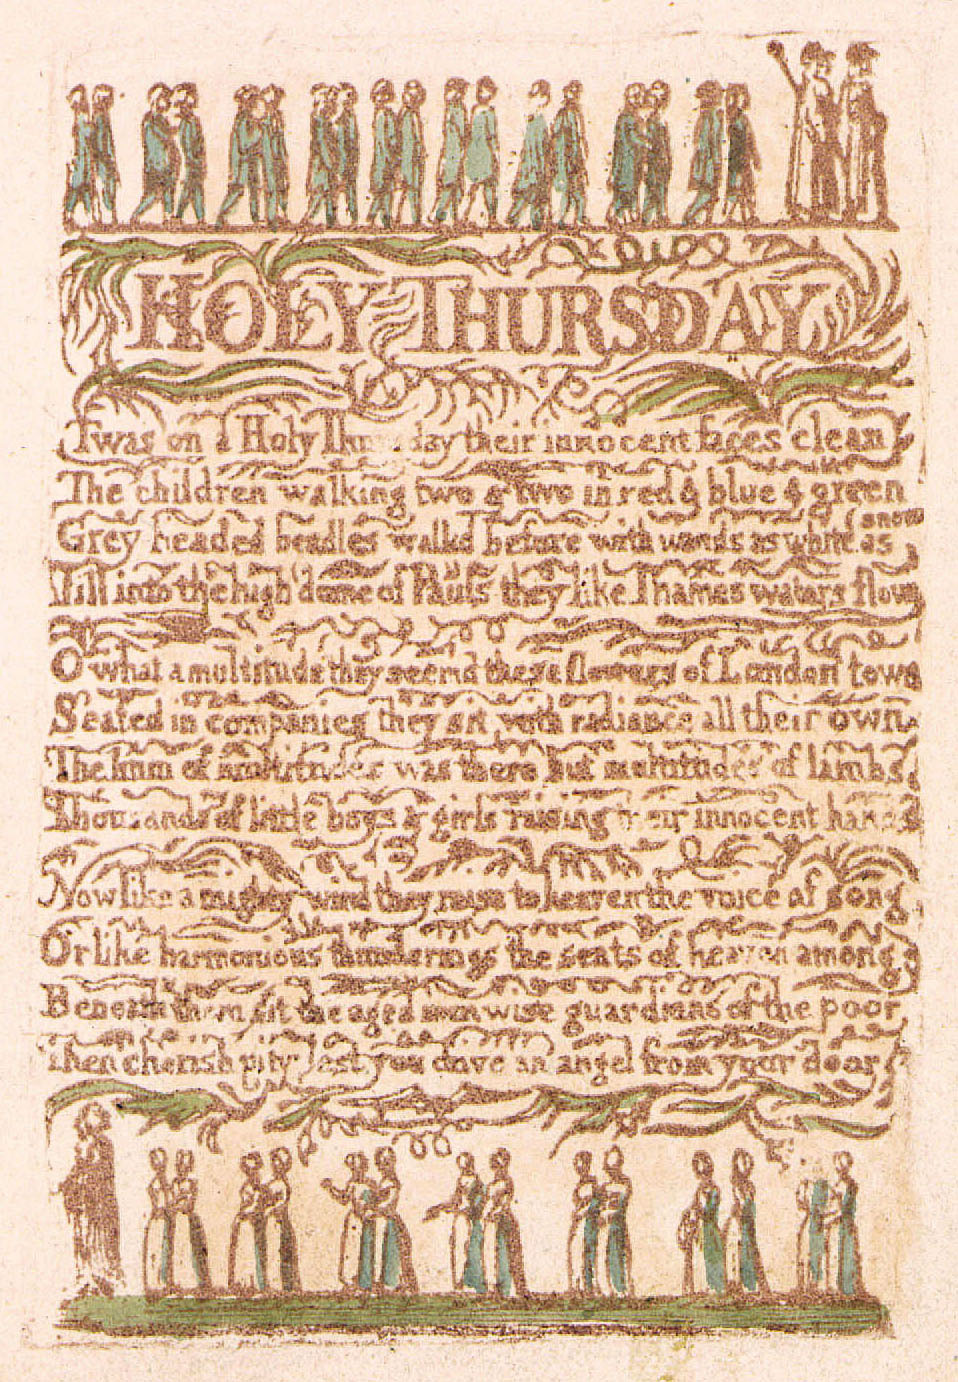 HOLY THURSDAY
Twas on a Holy Thursday their innocent faces clean
The children walking two & two in red & blue & green
Grey headed beadles walkd before with wands as white as snow
Till into the high dome of Pauls they like Thames waters flow
O what a multitude they seemd these flowers of London town
Seated in companies they sit with radiance all their own
The hum of multitudes was there but multitudes of lambs
Thousands of little boys & girls raising their innocent hands
Now like a mighty wind they raise to heaven the voice of song
Or like harmonious thunderings the seats of heaven among
Beneath them sit the aged men wise guardians of the poor
Then cherish pity, lest you drive an angel from your door